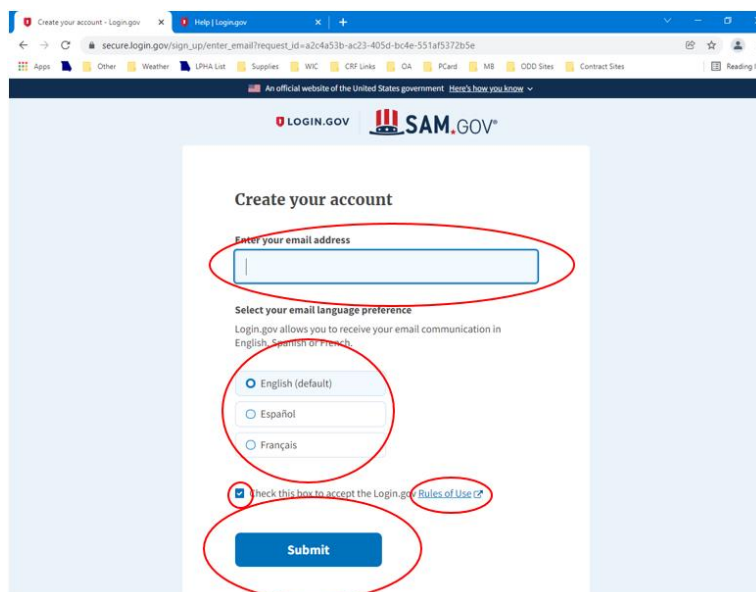 Create your account - Login.gov
Help | Login.gov
secure.login.gov/sign_up/enter_email?request_id=a2c4a53b-ac23-405d-bc4e-551af5372b5e
Apps Other Weather LPHA List Supplies WIC CRF Links OA PCard MB ODD Sites Contract Sites Reading
An official website of the United States government Here's how you know
LOGIN.GOV SAM.GOV®
Create your account
Enter your email address
Select your email language preference
Login.gov allows you to receive your email communication in
English, Spanish or French.
English (default)
Español
Français
Check this box to accept the Login.gov Rules of Use
Submit